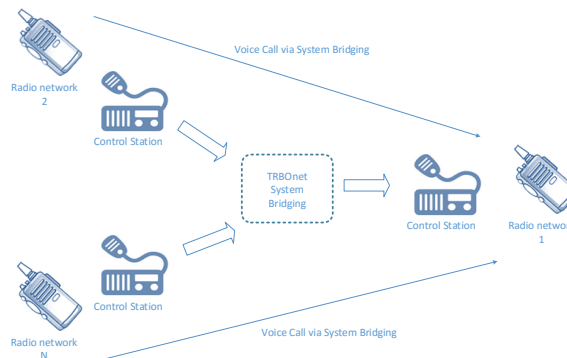 Voice Call via System Bridging
Radio network
2
Control Station
TRBOnet
System
Bridging
Control Station
Radio network
1
Control Station
Radio network
N
Voice Call via System Bridging